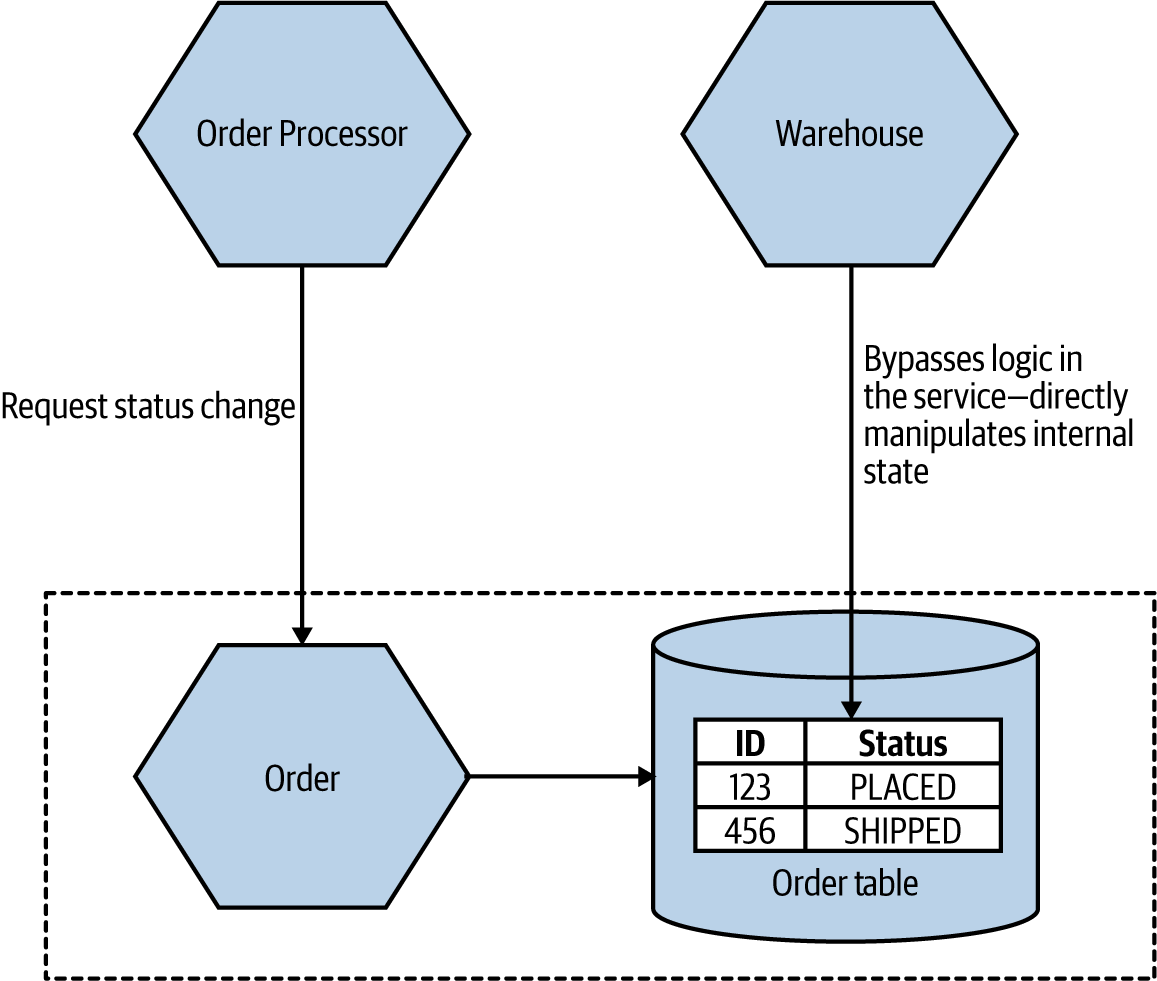 Order Processor
Warehouse
Request status change
Bypasses logic in
the service—directly
manipulates internal
state
Order
ID Status
123 PLACED
456 SHIPPED
Order table